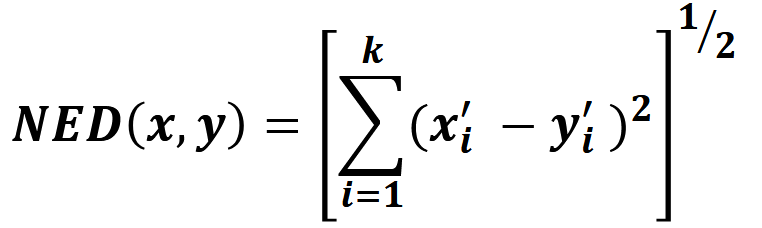 NED(x, y) = [∑_{i=1}^{k} (x′_i − y′_i)^2]^{1/2}